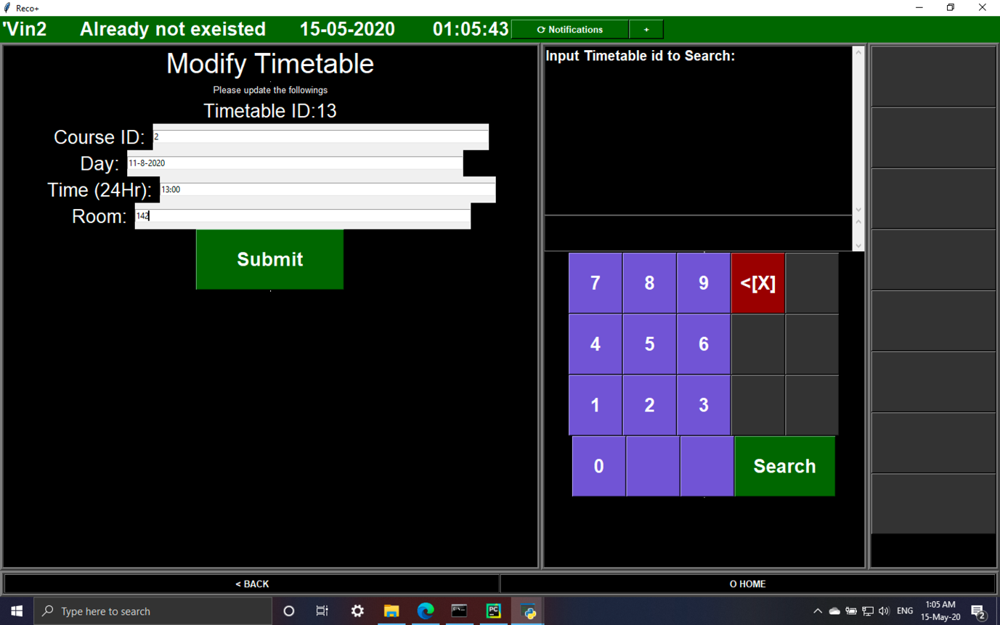 Reco+
'Vin2 Already not exeisted 15-05-2020 01:05:43 ⟳ Notifications +
Modify Timetable
Please update the followings
Timetable ID:13
Course ID: 2
Day: 11-8-2020
Time (24Hr): 13:00
Room: 142
Submit
Input Timetable id to Search:
7 8 9 <[X]
4 5 6
1 2 3
0 Search
< BACK O HOME
Type here to search
PC
ENG
1:05 AM
15-May-20
2